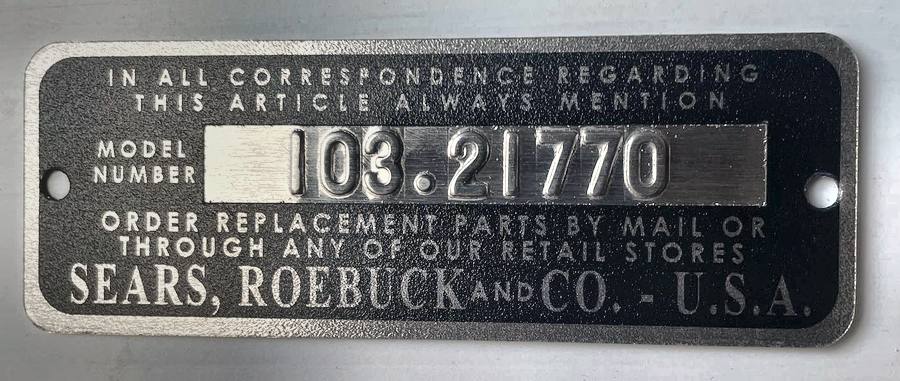 IN ALL CORRESPONDENCE REGARDING
THIS ARTICLE ALWAYS MENTION
MODEL
NUMBER
103.21770
ORDER REPLACEMENT PARTS BY MAIL OR
THROUGH ANY OF OUR RETAIL STORES
SEARS, ROEBUCK AND CO. - U.S.A.